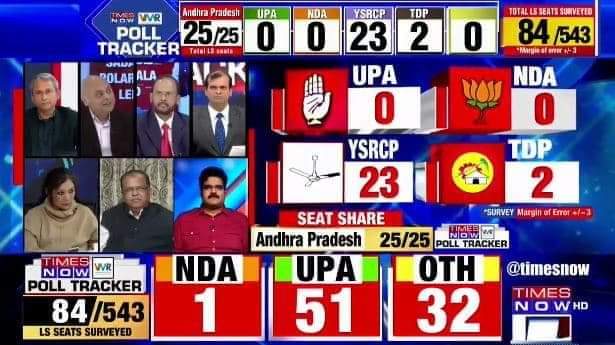 TIMES NOW VMR
POLL TRACKER
Andhra Pradesh UPA NDA YSRCP TDP
25/25 0 0 23 2 0
Total LS seats
TOTAL LS SEATS SURVEYED
84/543
*Margin of error +/- 3
POLAR
ALA
UPA
0
NDA
0
YSRCP
23
TDP
2
SEAT SHARE
*SURVEY Margin of Error +/-3
Andhra Pradesh 25/25
TIMES NOW VMR
POLL TRACKER
TIMES NOW VMR
POLL TRACKER
84/543
LS SEATS SURVEYED
NDA
1
UPA
51
OTH
32
@timesnow
TIMES NOW HD